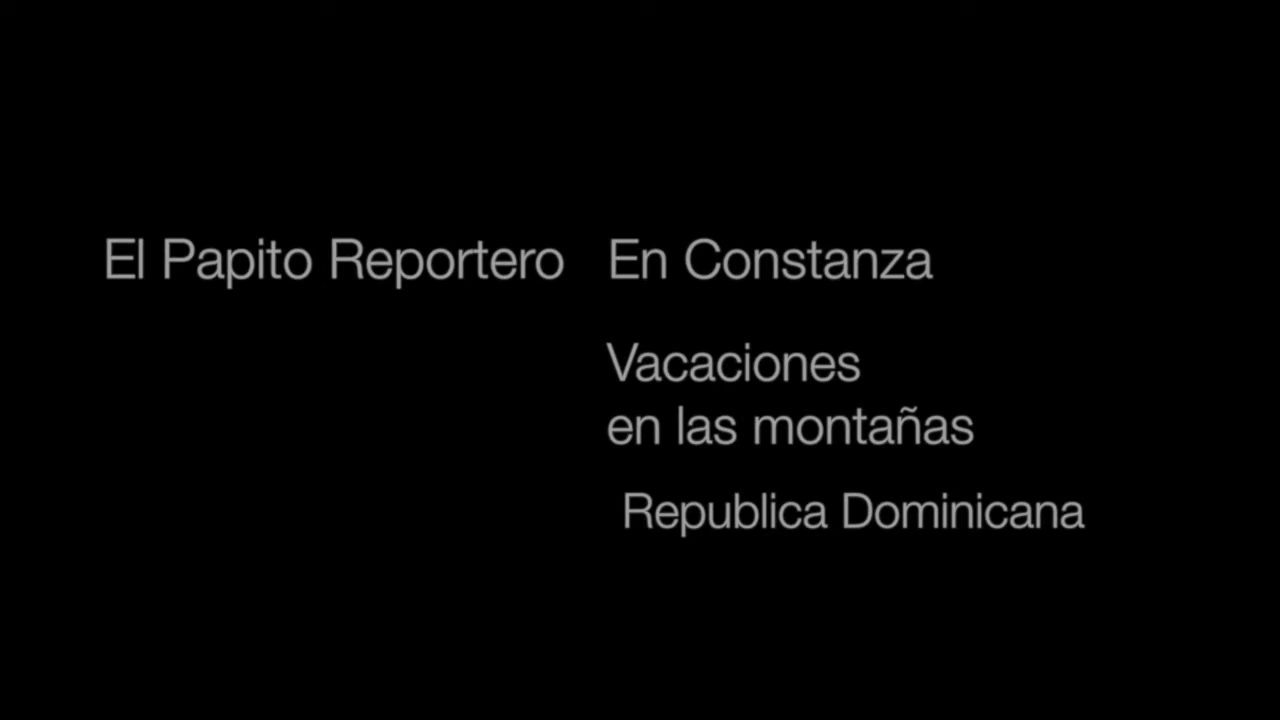 El Papito Reportero En Constanza
Vacaciones
en las montañas
Republica Dominicana